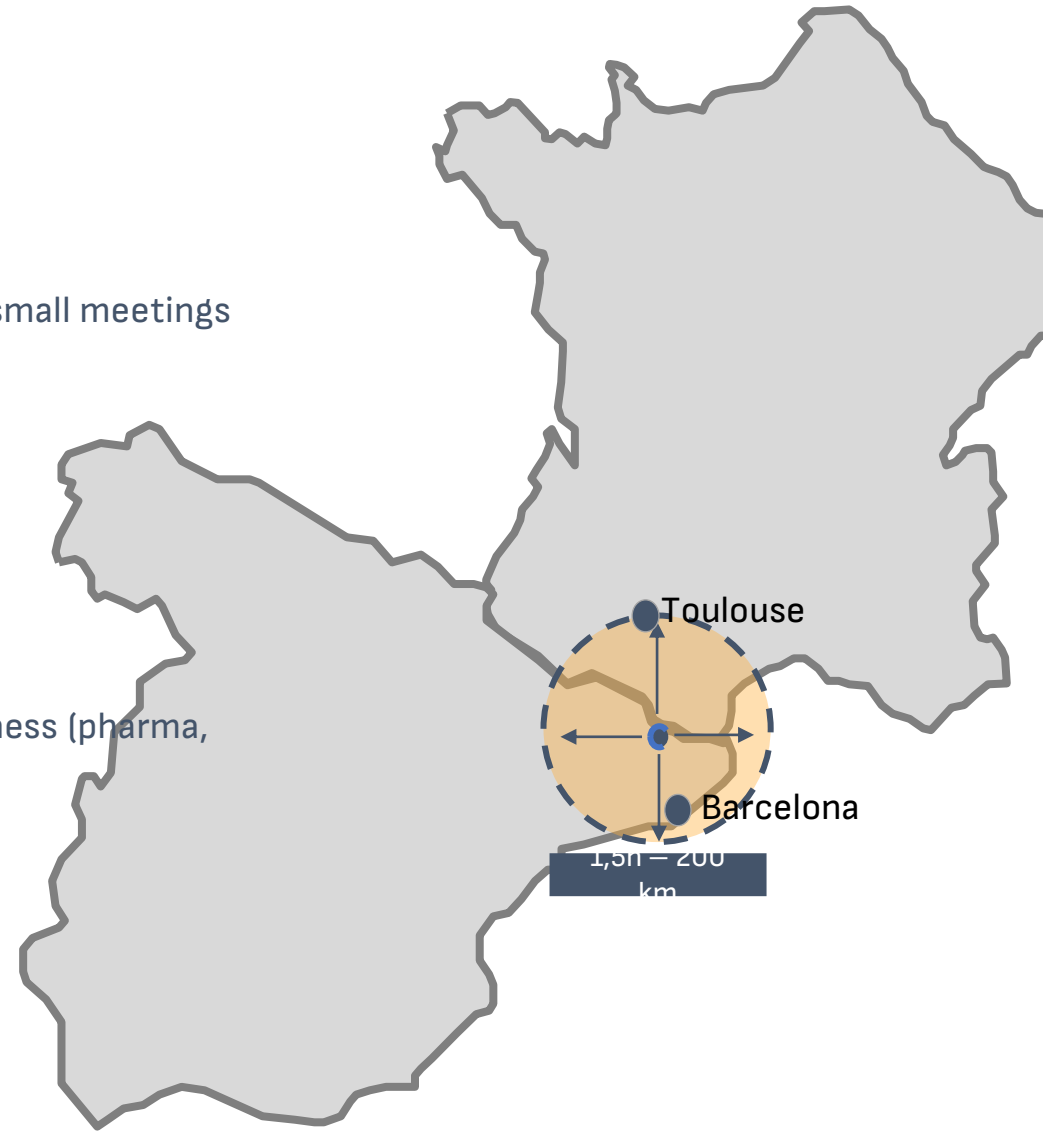 small meetings
Toulouse
ness (pharma,
Barcelona
1,5h – 200
km